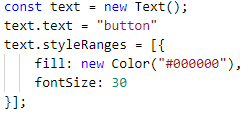 const text = new Text();
text.text = "button"
text.styleRanges = [{
    fill: new Color("#000000"),
    fontSize: 30
}];